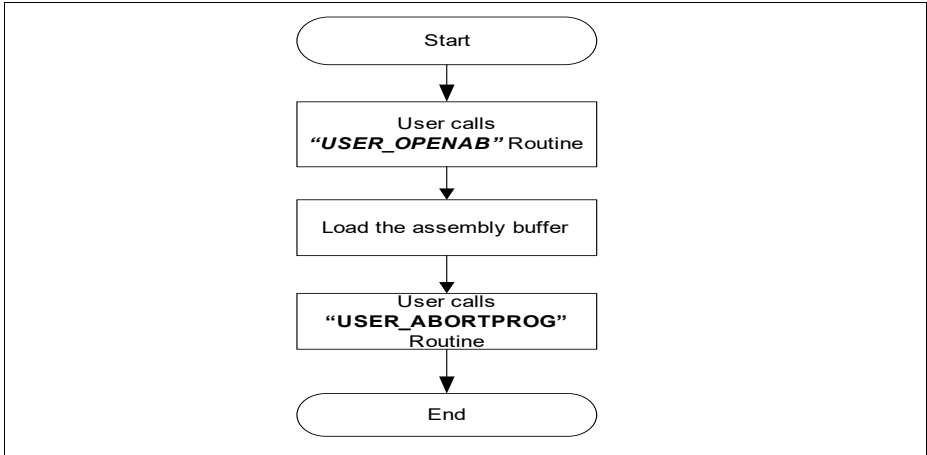 Start
User calls
“USER_OPENAB” Routine
Load the assembly buffer
User calls
“USER_ABORTPROG”
Routine
End